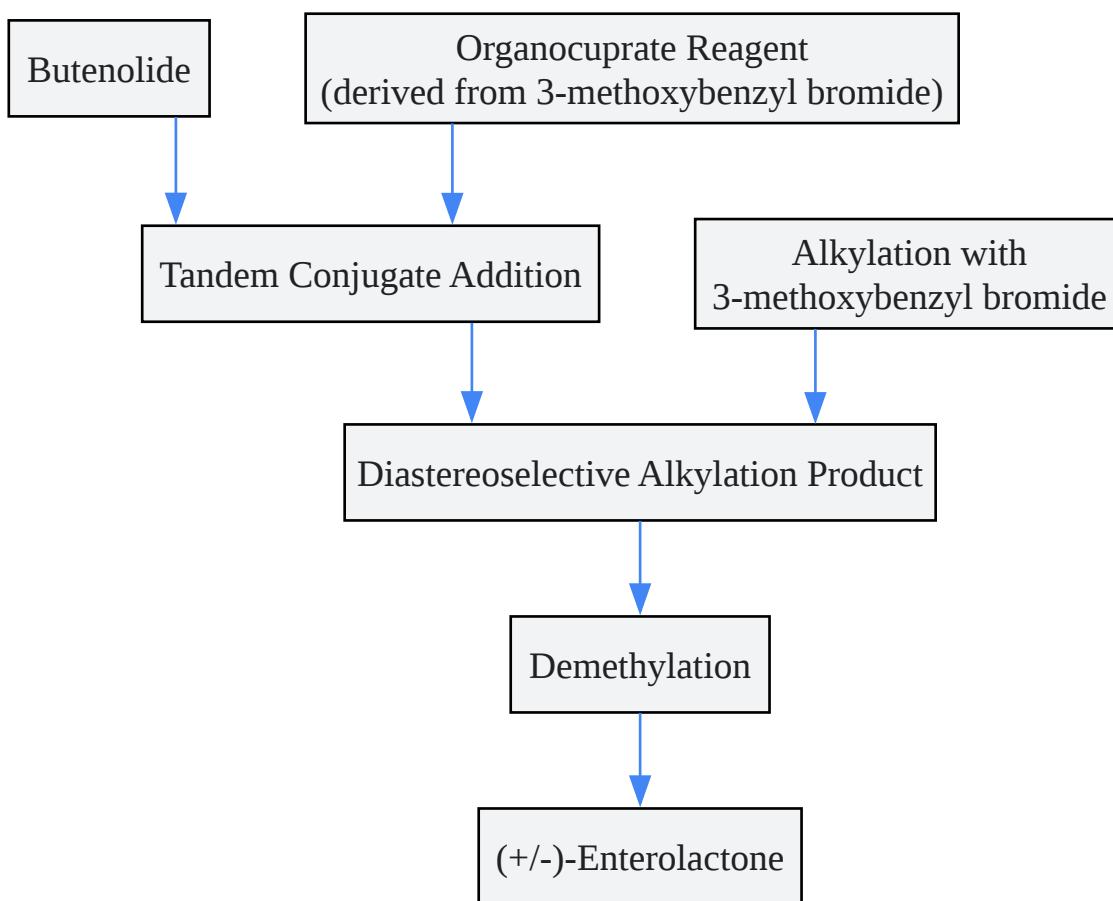 Butenolide
Organocuprate Reagent
(derived from 3-methoxybenzyl bromide)
Tandem Conjugate Addition
Alkylation with
3-methoxybenzyl bromide
Diastereoselective Alkylation Product
Demethylation
(+/-)-Enterolactone